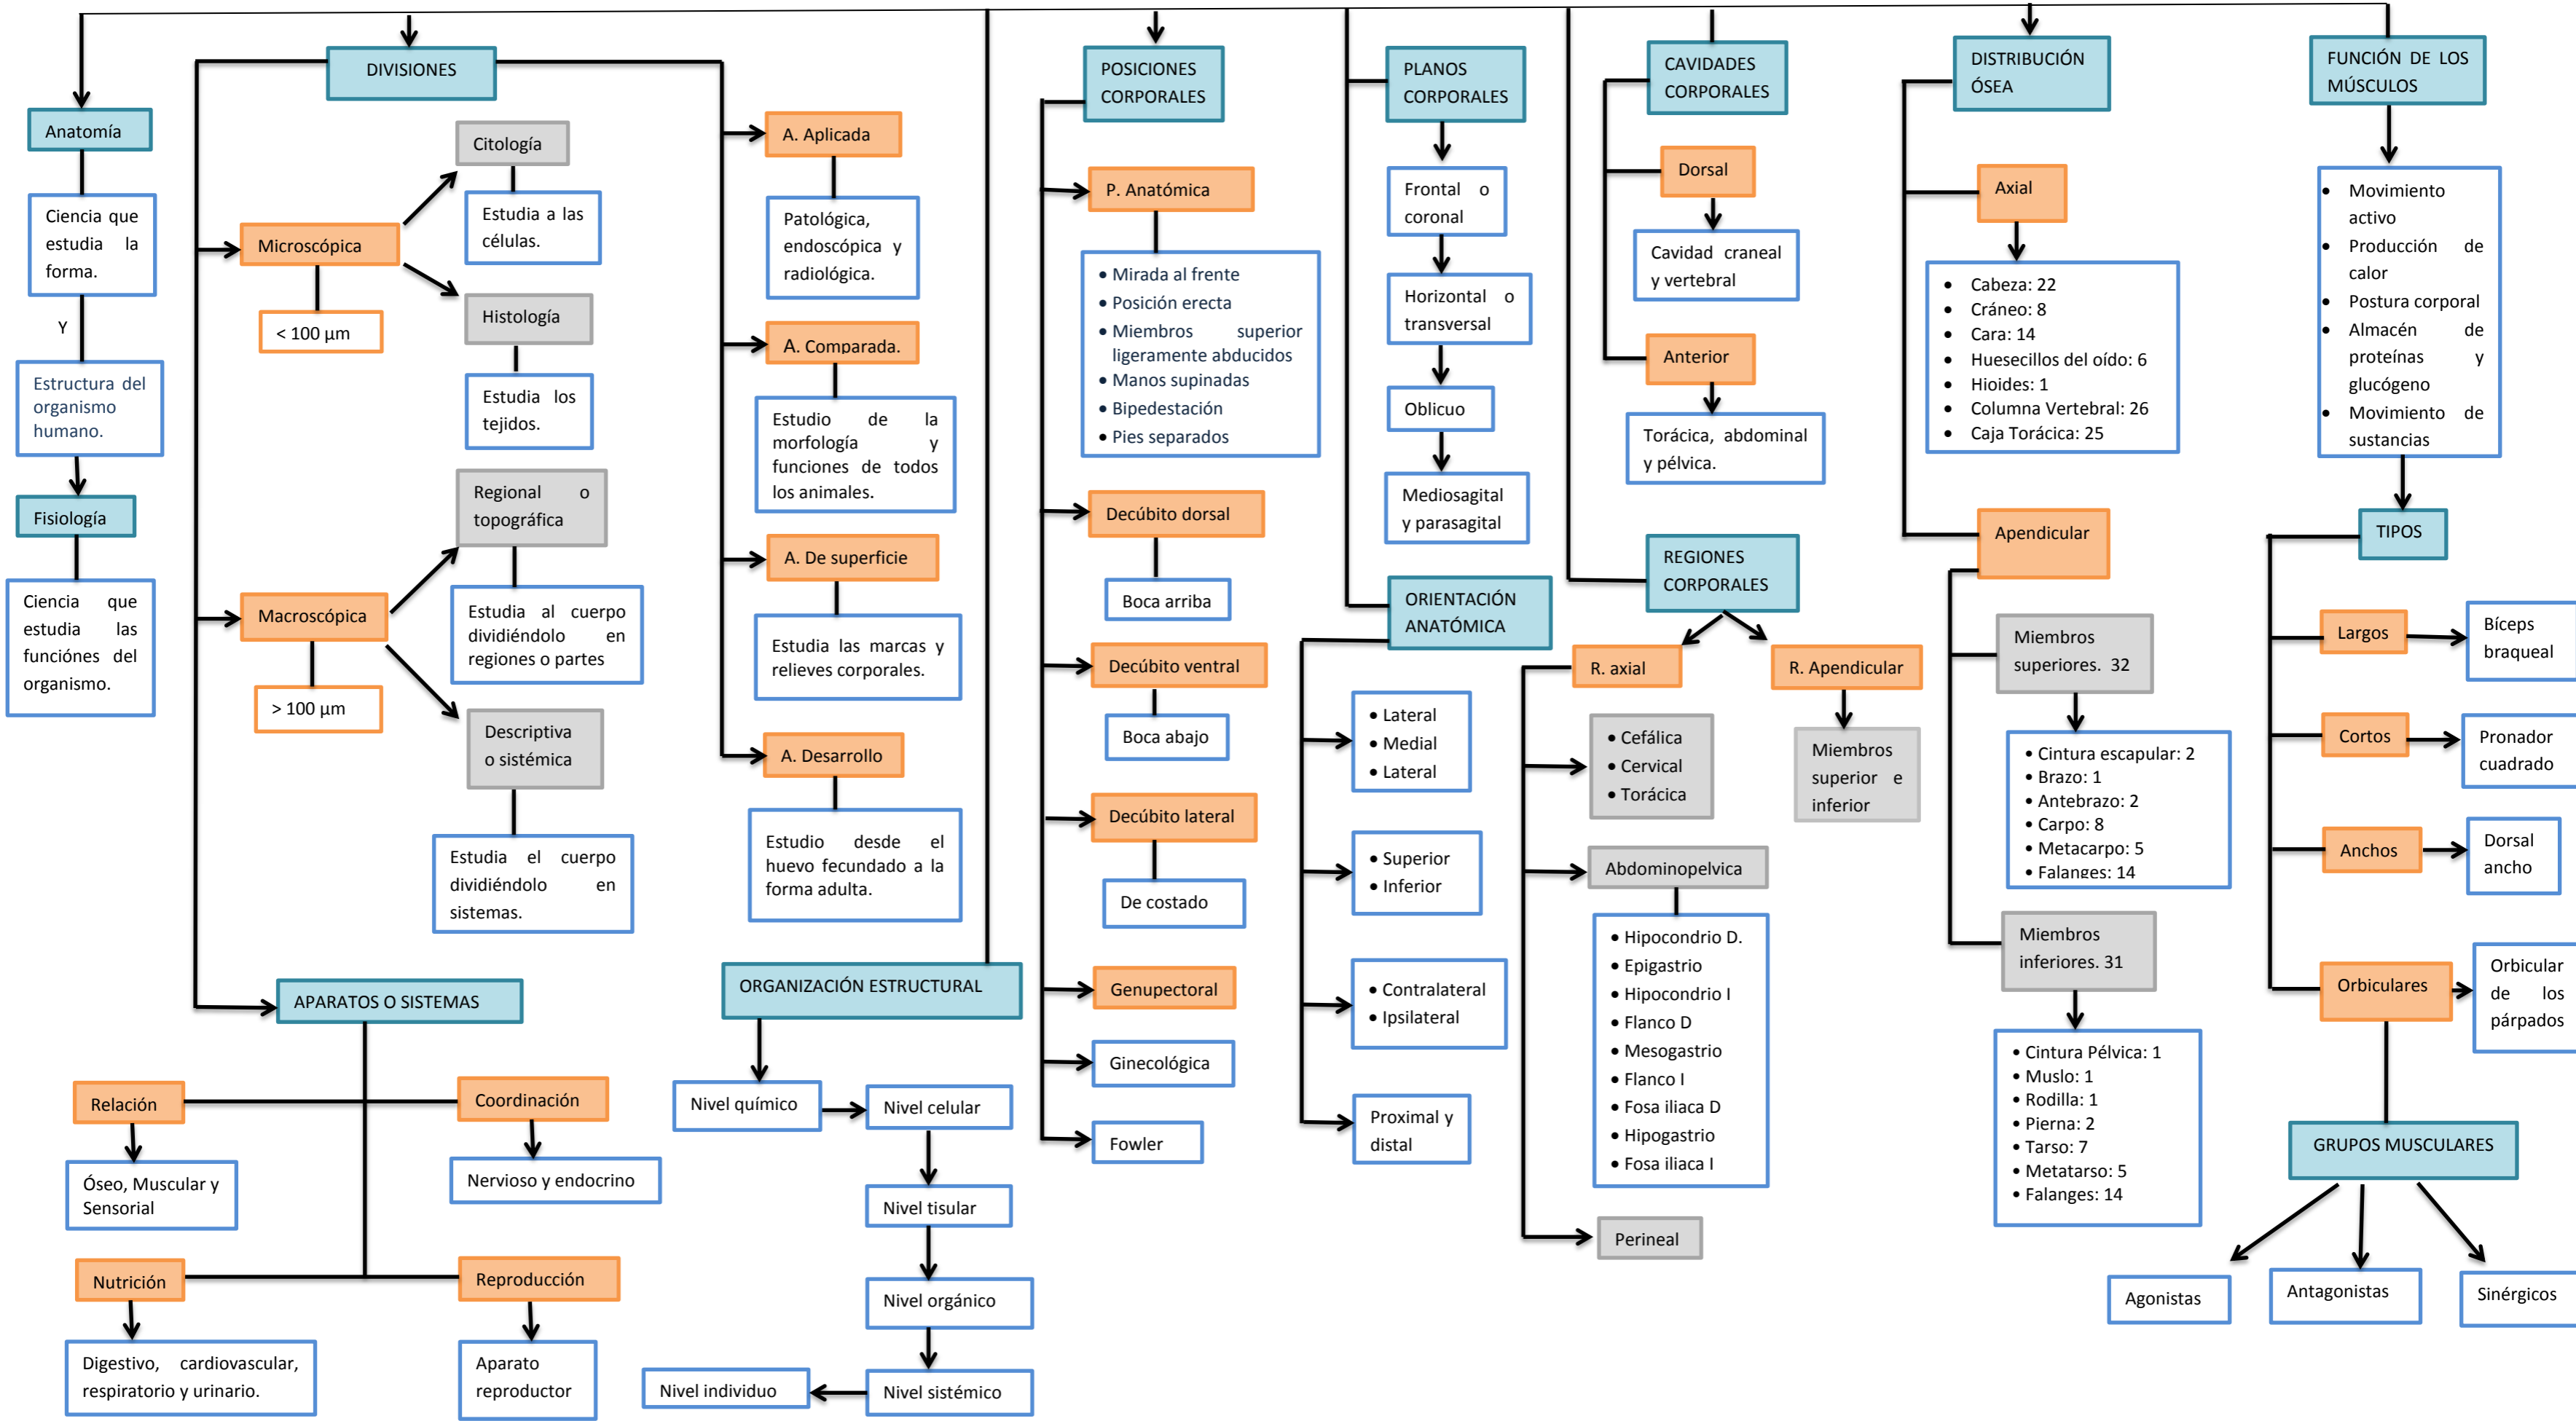 Anatomía
Ciencia que
estudia la
forma.
Y
Estructura del
organismo
humano.
Fisiología
Ciencia que
estudia las
funciónes del
organismo.
DIVISIONES
Microscópica
< 100 µm
Citología
Estudia a las
células.
Histología
Estudia los
tejidos.
Macroscópica
> 100 µm
Regional o
topográfica
Estudia al cuerpo
dividiéndolo en
regiones o partes
Descriptiva
o sistémica
Estudia el cuerpo
dividiéndolo en
sistemas.
A. Aplicada
Patológica,
endoscópica y
radiológica.
A. Comparada.
Estudio de la
morfología y
funciones de todos
los animales.
A. De superficie
Estudia las marcas y
relieves corporales.
A. Desarrollo
Estudio desde el
huevo fecundado a la
forma adulta.
APARATOS O SISTEMAS
Relación
Óseo, Muscular y
Sensorial
Coordinación
Nervioso y endocrino
Nutrición
Digestivo, cardiovascular,
respiratorio y urinario.
Reproducción
Aparato
reproductor
ORGANIZACIÓN ESTRUCTURAL
Nivel químico
Nivel celular
Nivel tisular
Nivel orgánico
Nivel sistémico
Nivel individuo
POSICIONES
CORPORALES
P. Anatómica
• Mirada al frente
• Posición erecta
• Miembros superior
ligeramente abducidos
• Manos supinadas
• Bipedestación
• Pies separados
Decúbito dorsal
Boca arriba
Decúbito ventral
Boca abajo
Decúbito lateral
De costado
Genupectoral
Ginecológica
Fowler
PLANOS
CORPORALES
Frontal o
coronal
Horizontal o
transversal
Oblicuo
Mediosagital
y parasagital
ORIENTACIÓN
ANATÓMICA
• Lateral
• Medial
• Lateral
• Superior
• Inferior
• Contralateral
• Ipsilateral
Proximal y
distal
CAVIDADES
CORPORALES
Dorsal
Cavidad craneal
y vertebral
Anterior
Torácica, abdominal
y pélvica.
REGIONES
CORPORALES
R. axial
• Cefálica
• Cervical
• Torácica
Abdominopelvica
• Hipocondrio D.
• Epigastrio
• Hipocondrio I
• Flanco D
• Mesogastrio
• Flanco I
• Fosa iliaca D
• Hipogastrio
• Fosa iliaca I
Perineal
R. Apendicular
Miembros
superior e
inferior
DISTRIBUCIÓN
ÓSEA
Axial
• Cabeza: 22
• Cráneo: 8
• Cara: 14
• Huesecillos del oído: 6
• Hioides: 1
• Columna Vertebral: 26
• Caja Torácica: 25
Apendicular
Miembros
superiores. 32
• Cintura escapular: 2
• Brazo: 1
• Antebrazo: 2
• Carpo: 8
• Metacarpo: 5
• Falanges: 14
Miembros
inferiores. 31
• Cintura Pélvica: 1
• Muslo: 1
• Rodilla: 1
• Pierna: 2
• Tarso: 7
• Metatarso: 5
• Falanges: 14
FUNCIÓN DE LOS
MÚSCULOS
• Movimiento
activo
• Producción de
calor
• Postura corporal
• Almacén de
proteínas y
glucógeno
• Movimiento de
sustancias
TIPOS
Largos
Bíceps
braqueal
Cortos
Pronador
cuadrado
Anchos
Dorsal
ancho
Orbiculares
Orbicular
de los
párpados
GRUPOS MUSCULARES
Agonistas
Antagonistas
Sinérgicos